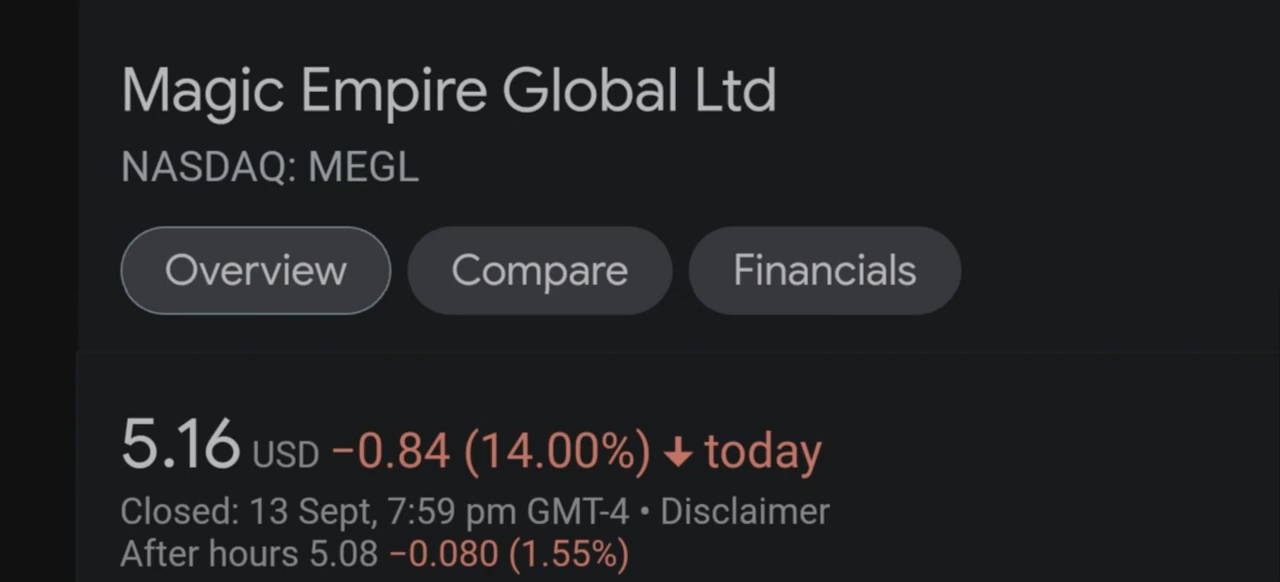 Magic Empire Global Ltd
NASDAQ: MEGL
Overview Compare Financials
5.16 USD −0.84 (14.00%) ↓ today
Closed: 13 Sept, 7:59 pm GMT-4 • Disclaimer
After hours 5.08 −0.080 (1.55%)